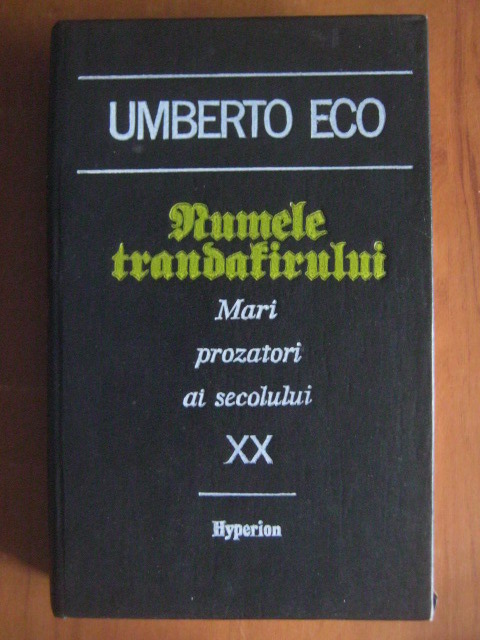 UMBERTO ECO
Numele
trandafirului
Mari
prozatori
ai secolului
XX
Hyperion